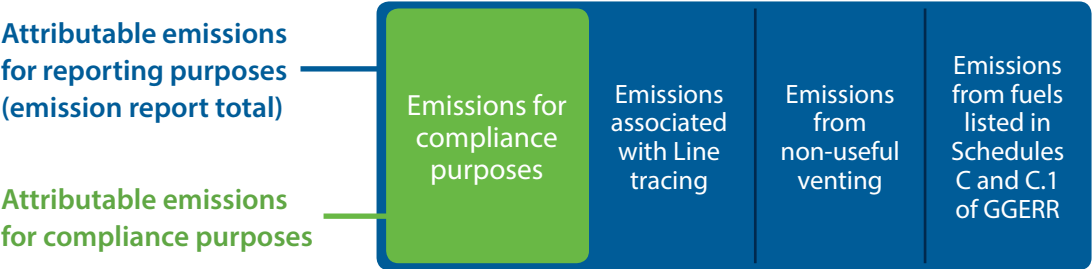 Attributable emissions
for reporting purposes
(emission report total)
Attributable emissions
for compliance purposes
Emissions for
compliance
purposes
Emissions
associated
with Line
tracing
Emissions
from
non-useful
venting
Emissions
from fuels
listed in
Schedules
C and C.1
of GGERR